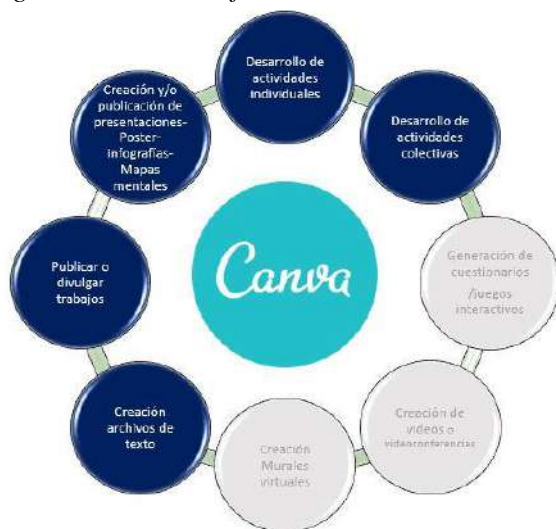 Desarrollo de
actividades
individuales
Desarrollo de
actividades
colectivas
Generación de
cuestionarios
/juegos
interactivos
Creación de
videos o
videoconferencias
Creación
Murales
virtuales
Creación
archivos de
texto
Publicar o
divulgar
trabajos
Creación y/o
publicación de
presentaciones-
Poster-
infografías-
Mapas
mentales
Canva